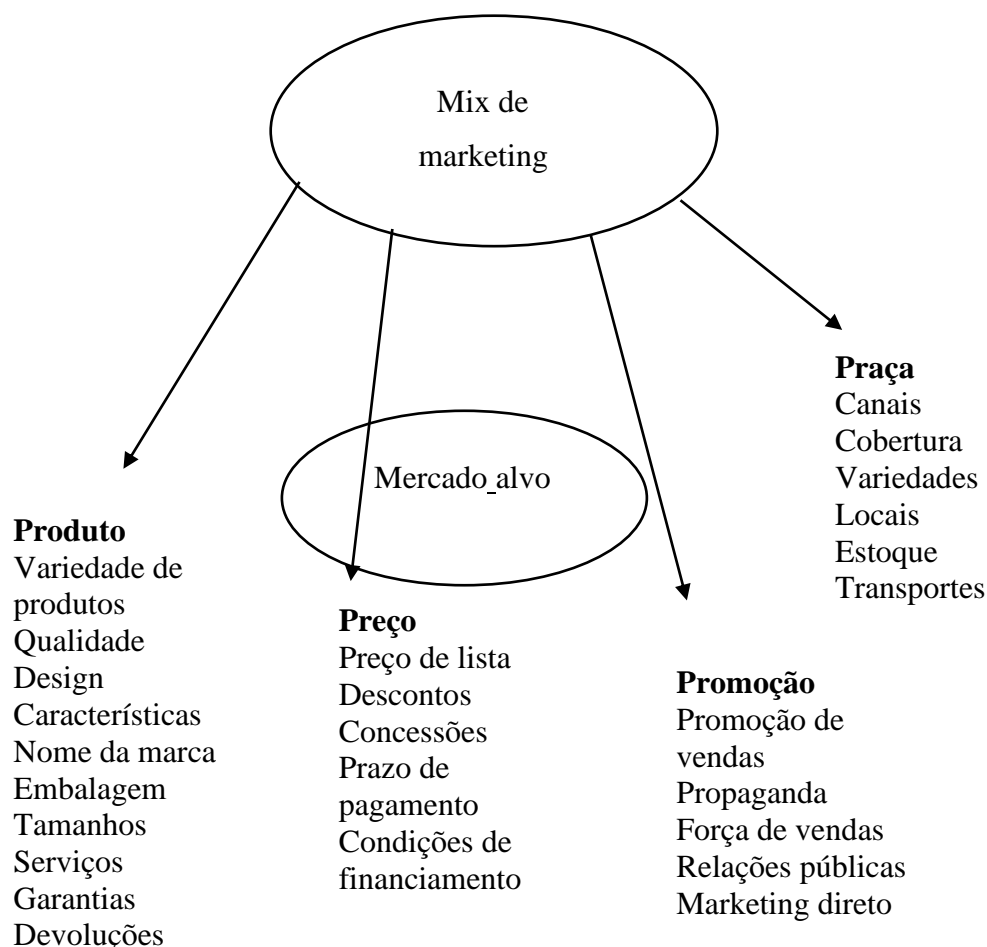 Mix de
marketing
Mercado_alvo
Produto
Variedade de
produtos
Qualidade
Design
Características
Nome da marca
Embalagem
Tamanhos
Serviços
Garantias
Devoluções
Preço
Preço de lista
Descontos
Concessões
Prazo de
pagamento
Condições de
financiamento
Promoção
Promoção de
vendas
Propaganda
Força de vendas
Relações públicas
Marketing direto
Praça
Canais
Cobertura
Variedades
Locais
Estoque
Transportes